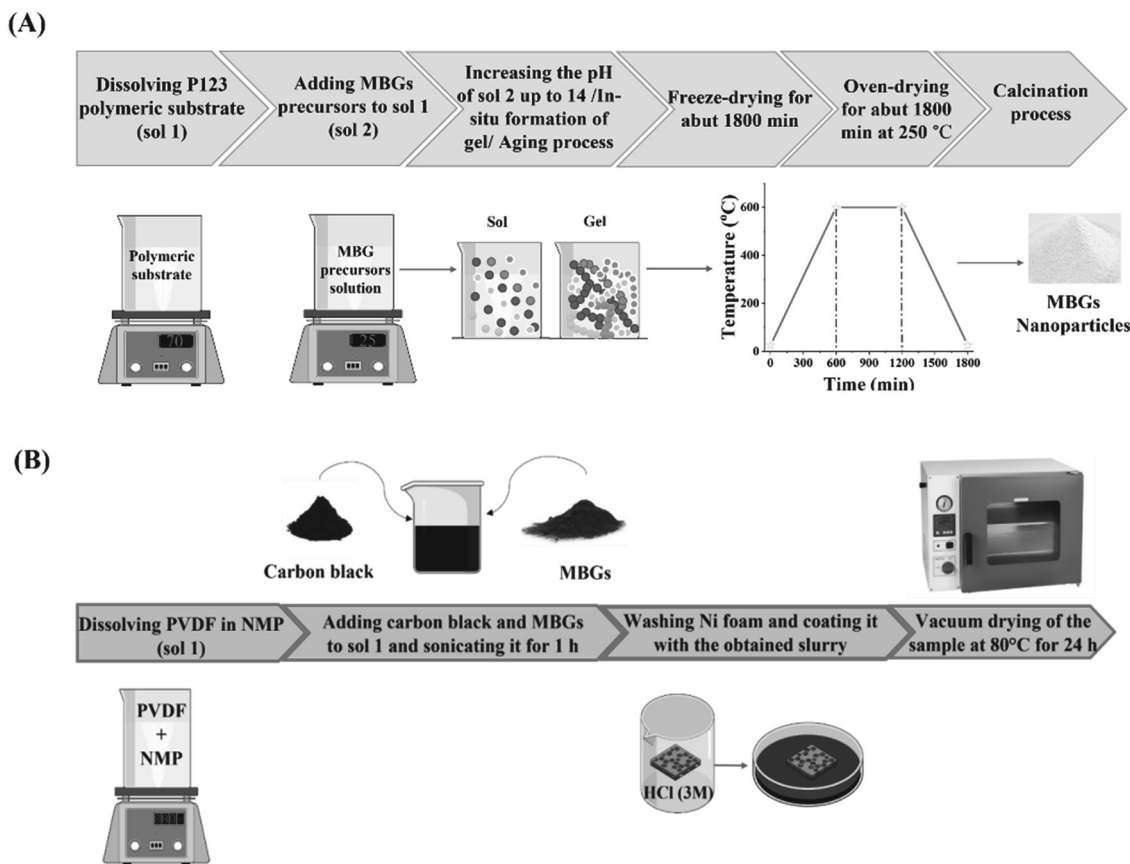 (A)
Dissolving P123
polymeric substrate
(sol 1)
Adding MBGs
precursors to sol 1
(sol 2)
Increasing the pH
of sol 2 up to 14 /In-
situ formation of
gel/ Aging process
Freeze-drying for
abut 1800 min
Oven-drying
for abut 1800
min at 250 °C
Calcination
process
Polymeric
substrate
70
MBG
precursors
solution
25
Sol
Gel
Temperature (°C)
600
400
200
0
0
300
600
900
1200
1500
1800
Time (min)
MBGs
Nanoparticles
(B)
Carbon black
MBGs
Dissolving PVDF in NMP
(sol 1)
Adding carbon black and MBGs
to sol 1 and sonicating it for 1 h
Washing Ni foam and coating it
with the obtained slurry
Vacuum drying of the
sample at 80°C for 24 h
PVDF
+
NMP
HCl (3M)